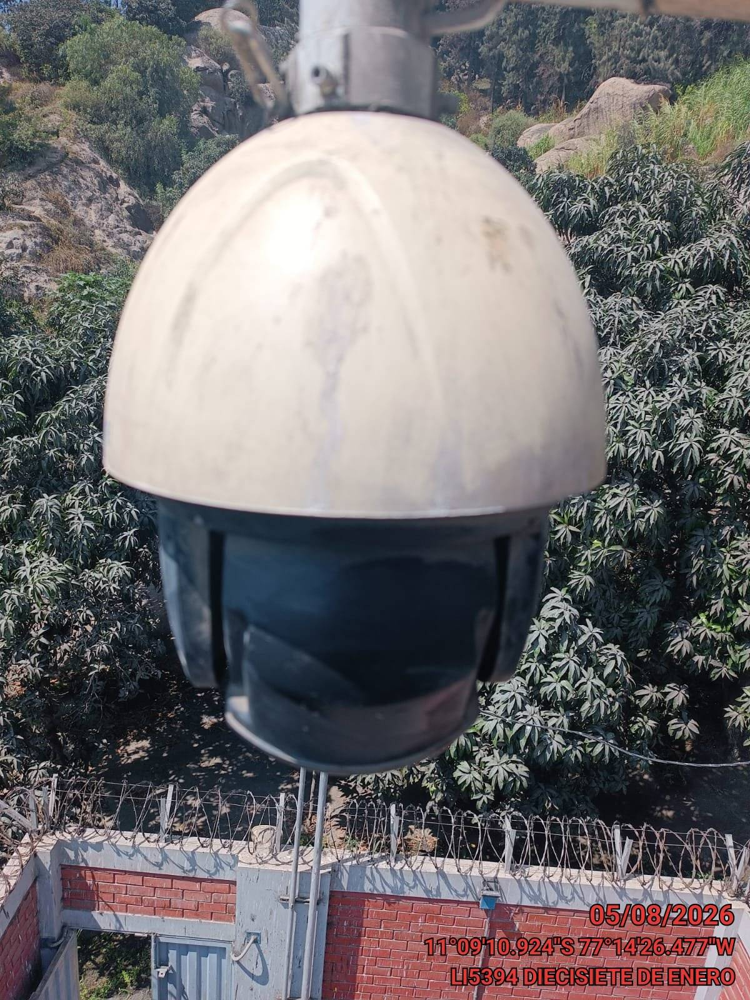 05/08/2026
11°09'10.924"S 77°14'26.477"W
LI5394 DIECISIETE DE ENERO